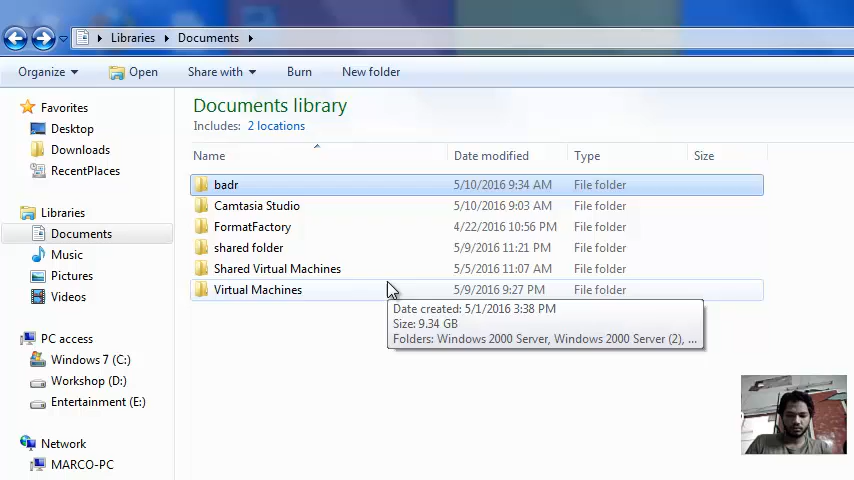 Libraries Documents
Organize Open Share with Burn New folder
Favorites
Desktop
Downloads
RecentPlaces
Libraries
Documents
Music
Pictures
Videos
PC access
Windows 7 (C:)
Workshop (D:)
Entertainment (E:)
Network
MARCO-PC
Documents library
Includes: 2 locations
Name Date modified Type Size
badr 5/10/2016 9:34 AM File folder
Camtasia Studio 5/10/2016 9:03 AM File folder
FormatFactory 4/22/2016 10:56 PM File folder
shared folder 5/9/2016 11:21 PM File folder
Shared Virtual Machines 5/5/2016 11:07 AM File folder
Virtual Machines 5/9/2016 9:27 PM File folder
Date created: 5/1/2016 3:38 PM
Size: 9.34 GB
Folders: Windows 2000 Server, Windows 2000 Server (2), ...